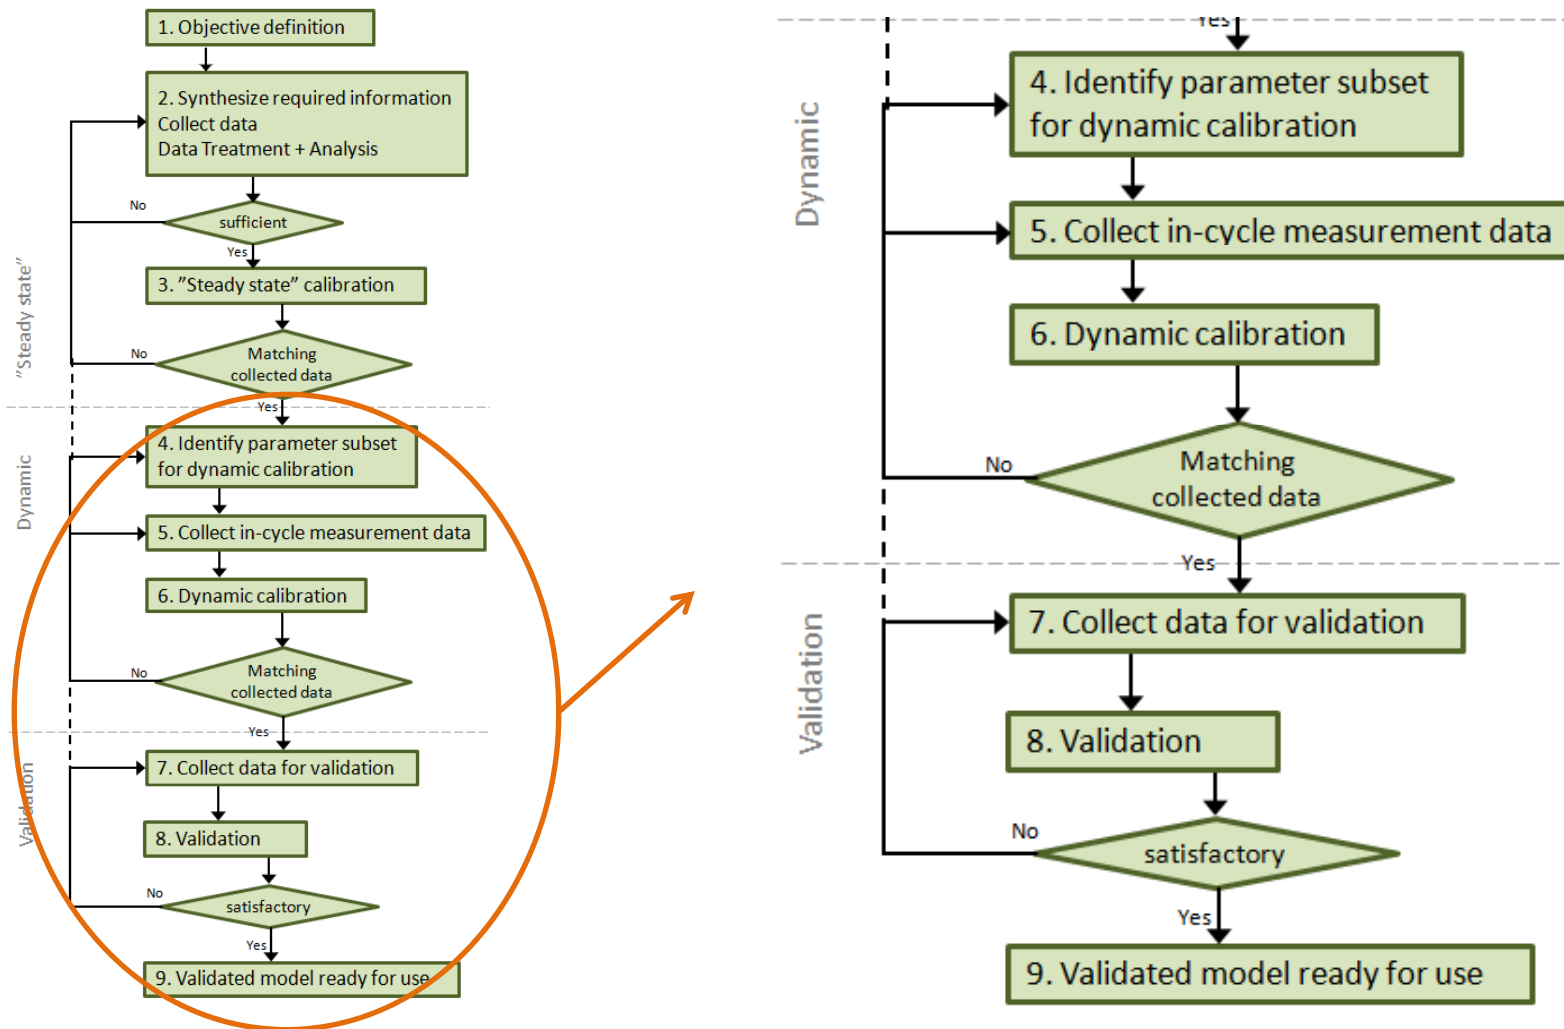 1. Objective definition
2. Synthesize required information
Collect data
Data Treatment + Analysis
No
sufficient
Yes
3. ”Steady state” calibration
”Steady state”
No
Matching
collected data
Yes
4. Identify parameter subset
for dynamic calibration
Dynamic
5. Collect in-cycle measurement data
6. Dynamic calibration
No
Matching
collected data
Yes
7. Collect data for validation
Validation
8. Validation
No
satisfactory
Yes
9. Validated model ready for use
Yes
4. Identify parameter subset
for dynamic calibration
Dynamic
5. Collect in-cycle measurement data
6. Dynamic calibration
No
Matching
collected data
Yes
7. Collect data for validation
Validation
8. Validation
No
satisfactory
Yes
9. Validated model ready for use